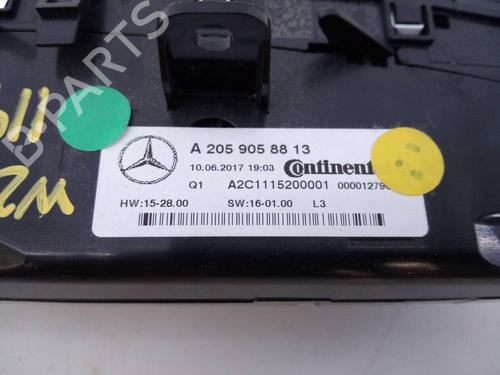 A 205 905 88 13
10.06.2017 19:03 Continental
Q1 A2C1115200001
HW:15-28.00 SW:16-01.00 L3
B-PARTS